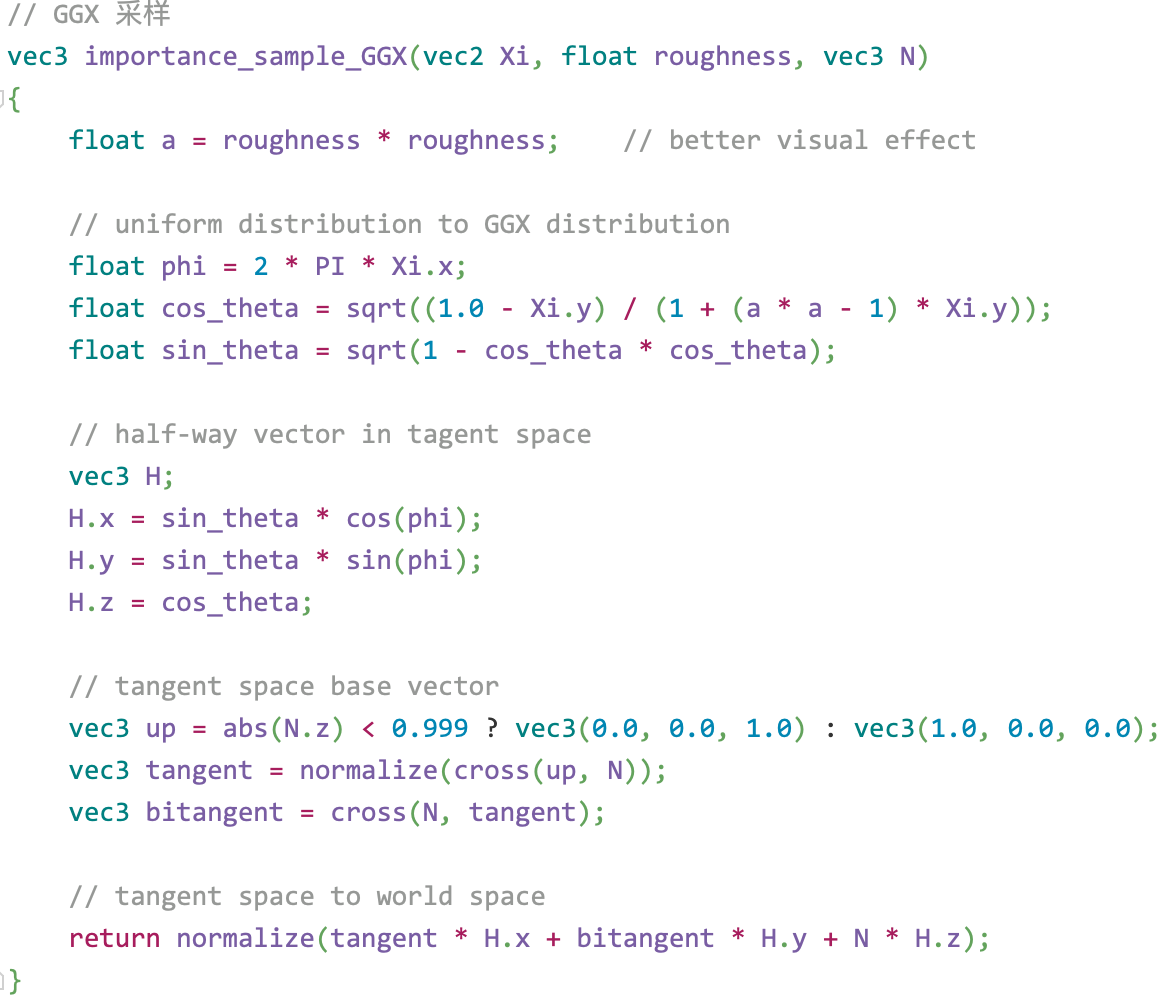 // GGX 采样
vec3 importance_sample_GGX(vec2 Xi, float roughness, vec3 N)
{
    float a = roughness * roughness;    // better visual effect

    // uniform distribution to GGX distribution
    float phi = 2 * PI * Xi.x;
    float cos_theta = sqrt((1.0 - Xi.y) / (1 + (a * a - 1) * Xi.y));
    float sin_theta = sqrt(1 - cos_theta * cos_theta);

    // half-way vector in tagent space
    vec3 H;
    H.x = sin_theta * cos(phi);
    H.y = sin_theta * sin(phi);
    H.z = cos_theta;

    // tangent space base vector
    vec3 up = abs(N.z) < 0.999 ? vec3(0.0, 0.0, 1.0) : vec3(1.0, 0.0, 0.0);
    vec3 tangent = normalize(cross(up, N));
    vec3 bitangent = cross(N, tangent);

    // tangent space to world space
    return normalize(tangent * H.x + bitangent * H.y + N * H.z);
}